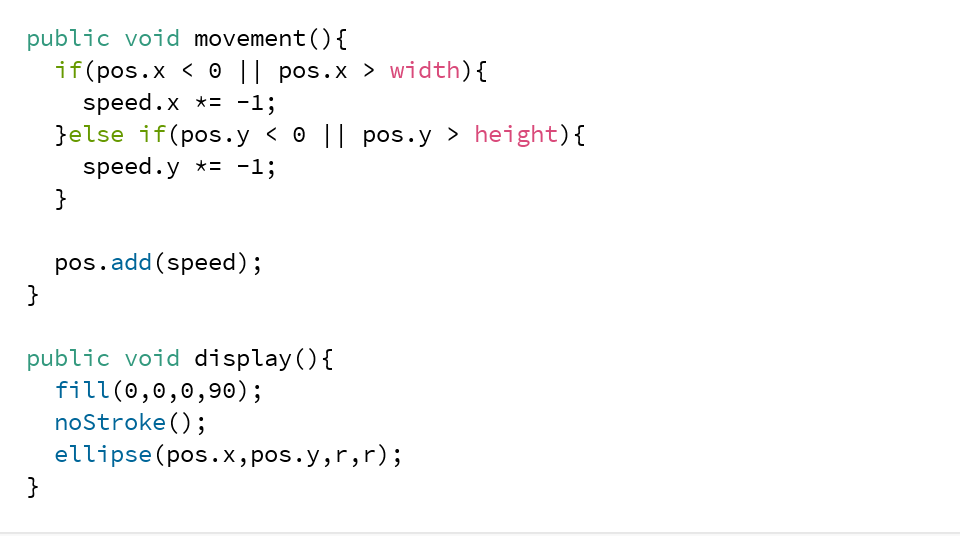 public void movement(){
  if(pos.x < 0 || pos.x > width){
    speed.x *= -1;
  }else if(pos.y < 0 || pos.y > height){
    speed.y *= -1;
  }

  pos.add(speed);
}

public void display(){
  fill(0,0,0,90);
  noStroke();
  ellipse(pos.x,pos.y,r,r);
}